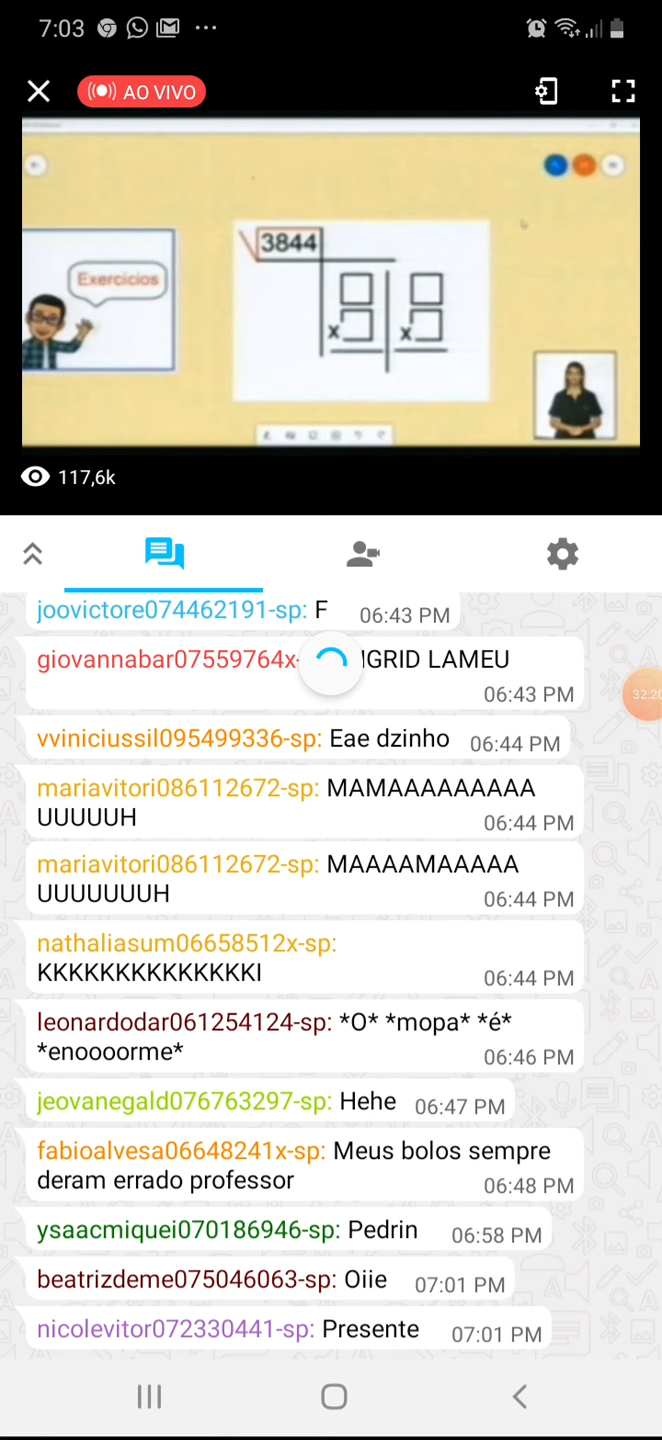 7:03
AO VIVO
3844
Exercícios
x
x
117,6k
joovictore074462191-sp: F 06:43 PM
giovannabar07559764x- IGRID LAMEU
06:43 PM
vviniciussil095499336-sp: Eae dzinho 06:44 PM
mariavitori086112672-sp: MAMAAAAAAAAA
UUUUUH 06:44 PM
mariavitori086112672-sp: MAAAAMAAAAA
UUUUUUUH 06:44 PM
nathaliasum06658512x-sp:
KKKKKKKKKKKKKKI 06:44 PM
leonardodar061254124-sp: *O* *mopa* *é*
*enoooorme* 06:46 PM
jeovanegald076763297-sp: Hehe 06:47 PM
fabioalvesa06648241x-sp: Meus bolos sempre
deram errado professor 06:48 PM
ysaacmiquei070186946-sp: Pedrin 06:58 PM
beatrizdeme075046063-sp: Oiie 07:01 PM
nicolevitor072330441-sp: Presente 07:01 PM